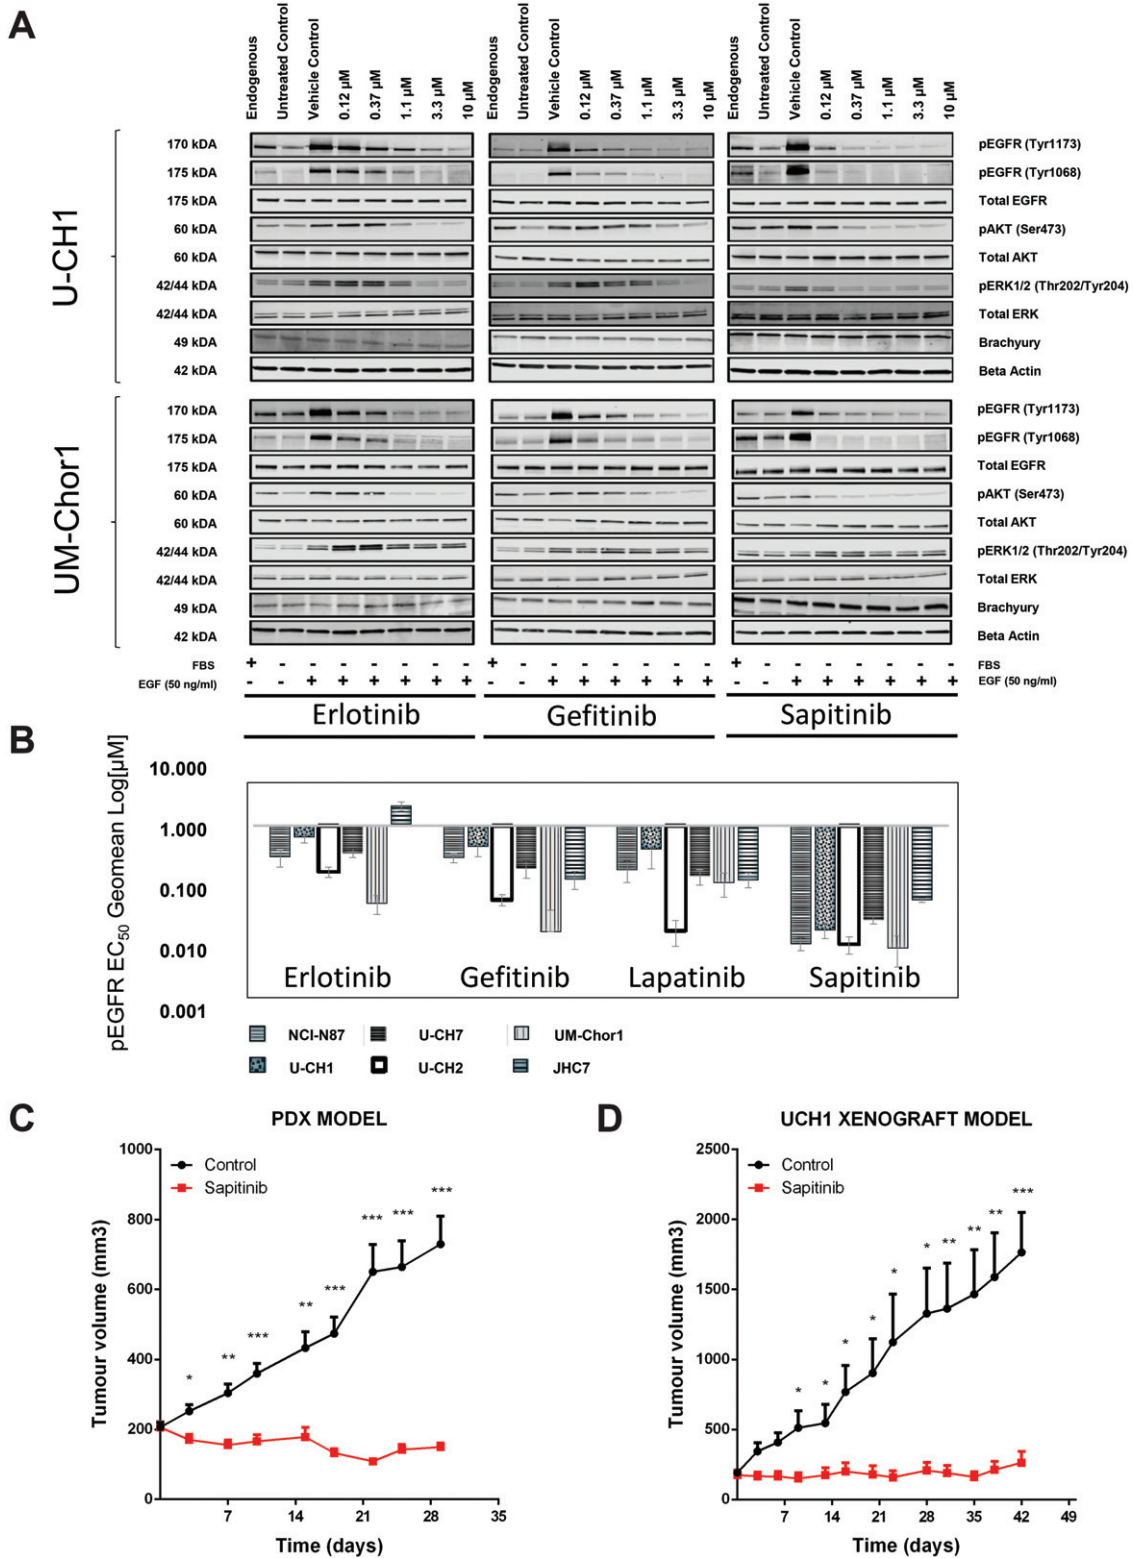 A
Endogenous Untreated Control Vehicle Control 0.12 µM 0.37 µM 1.1 µM 3.3 µM 10 µM Endogenous Untreated Control Vehicle Control 0.12 µM 0.37 µM 1.1 µM 3.3 µM 10 µM Endogenous Untreated Control Vehicle Control 0.12 µM 0.37 µM 1.1 µM 3.3 µM 10 µM
U-CH1
170 kDA pEGFR (Tyr1173)
175 kDA pEGFR (Tyr1068)
175 kDA Total EGFR
60 kDA pAKT (Ser473)
60 kDA Total AKT
42/44 kDA pERK1/2 (Thr202/Tyr204)
42/44 kDA Total ERK
49 kDA Brachyury
42 kDA Beta Actin
UM-Chor1
170 kDA pEGFR (Tyr1173)
175 kDA pEGFR (Tyr1068)
175 kDA Total EGFR
60 kDA pAKT (Ser473)
60 kDA Total AKT
42/44 kDA pERK1/2 (Thr202/Tyr204)
42/44 kDA Total ERK
49 kDA Brachyury
42 kDA Beta Actin
FBS + - - - - - - - + - - - - - - - + - - - - - - - FBS
EGF (50 ng/ml) - - + + + + + + - - + + + + + + - - + + + + + + EGF (50 ng/ml)
Erlotinib Gefitinib Sapitinib
B
pEGFR EC50 Geomean Log[µM]
10.000
1.000
0.100
0.010
0.001
Erlotinib Gefitinib Lapatinib Sapitinib
NCI-N87 U-CH7 UM-Chor1
U-CH1 U-CH2 JHC7
C
PDX MODEL
Control
Sapitinib
* ** *** ** *** *** *** ***
Tumour volume (mm3)
1000
800
600
400
200
0
7 14 21 28 35
Time (days)
D
UCH1 XENOGRAFT MODEL
Control
Sapitinib
* * * * * * ** ** ** ***
Tumour volume (mm3)
2500
2000
1500
1000
500
0
7 14 21 28 35 42 49
Time (days)